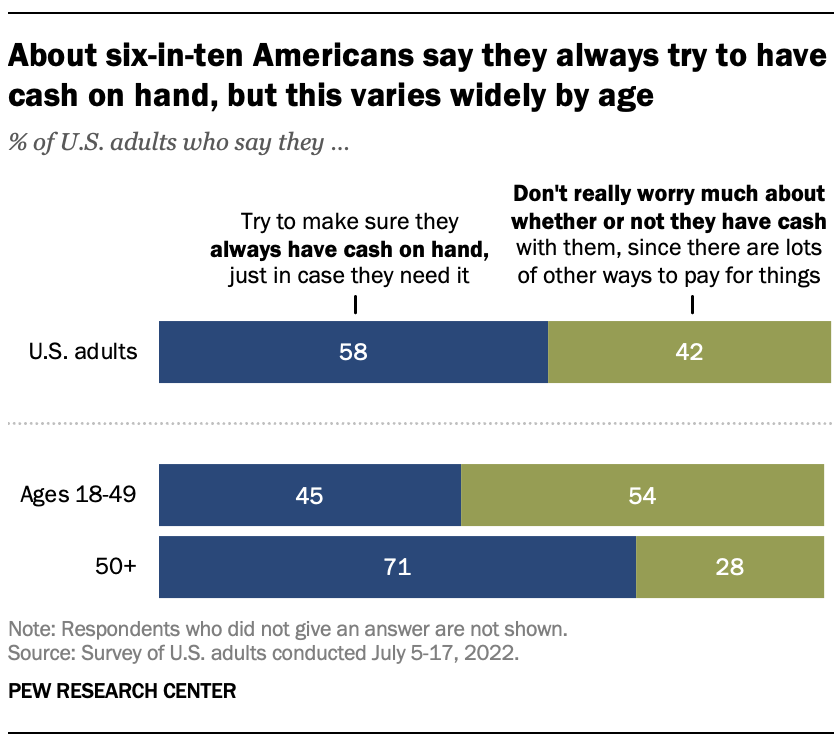 About six-in-ten Americans say they always try to have
cash on hand, but this varies widely by age
% of U.S. adults who say they ...
Try to make sure they
always have cash on hand,
just in case they need it
Don't really worry much about
whether or not they have cash
with them, since there are lots
of other ways to pay for things
U.S. adults 58 42
Ages 18-49 45 54
50+ 71 28
Note: Respondents who did not give an answer are not shown.
Source: Survey of U.S. adults conducted July 5-17, 2022.
PEW RESEARCH CENTER